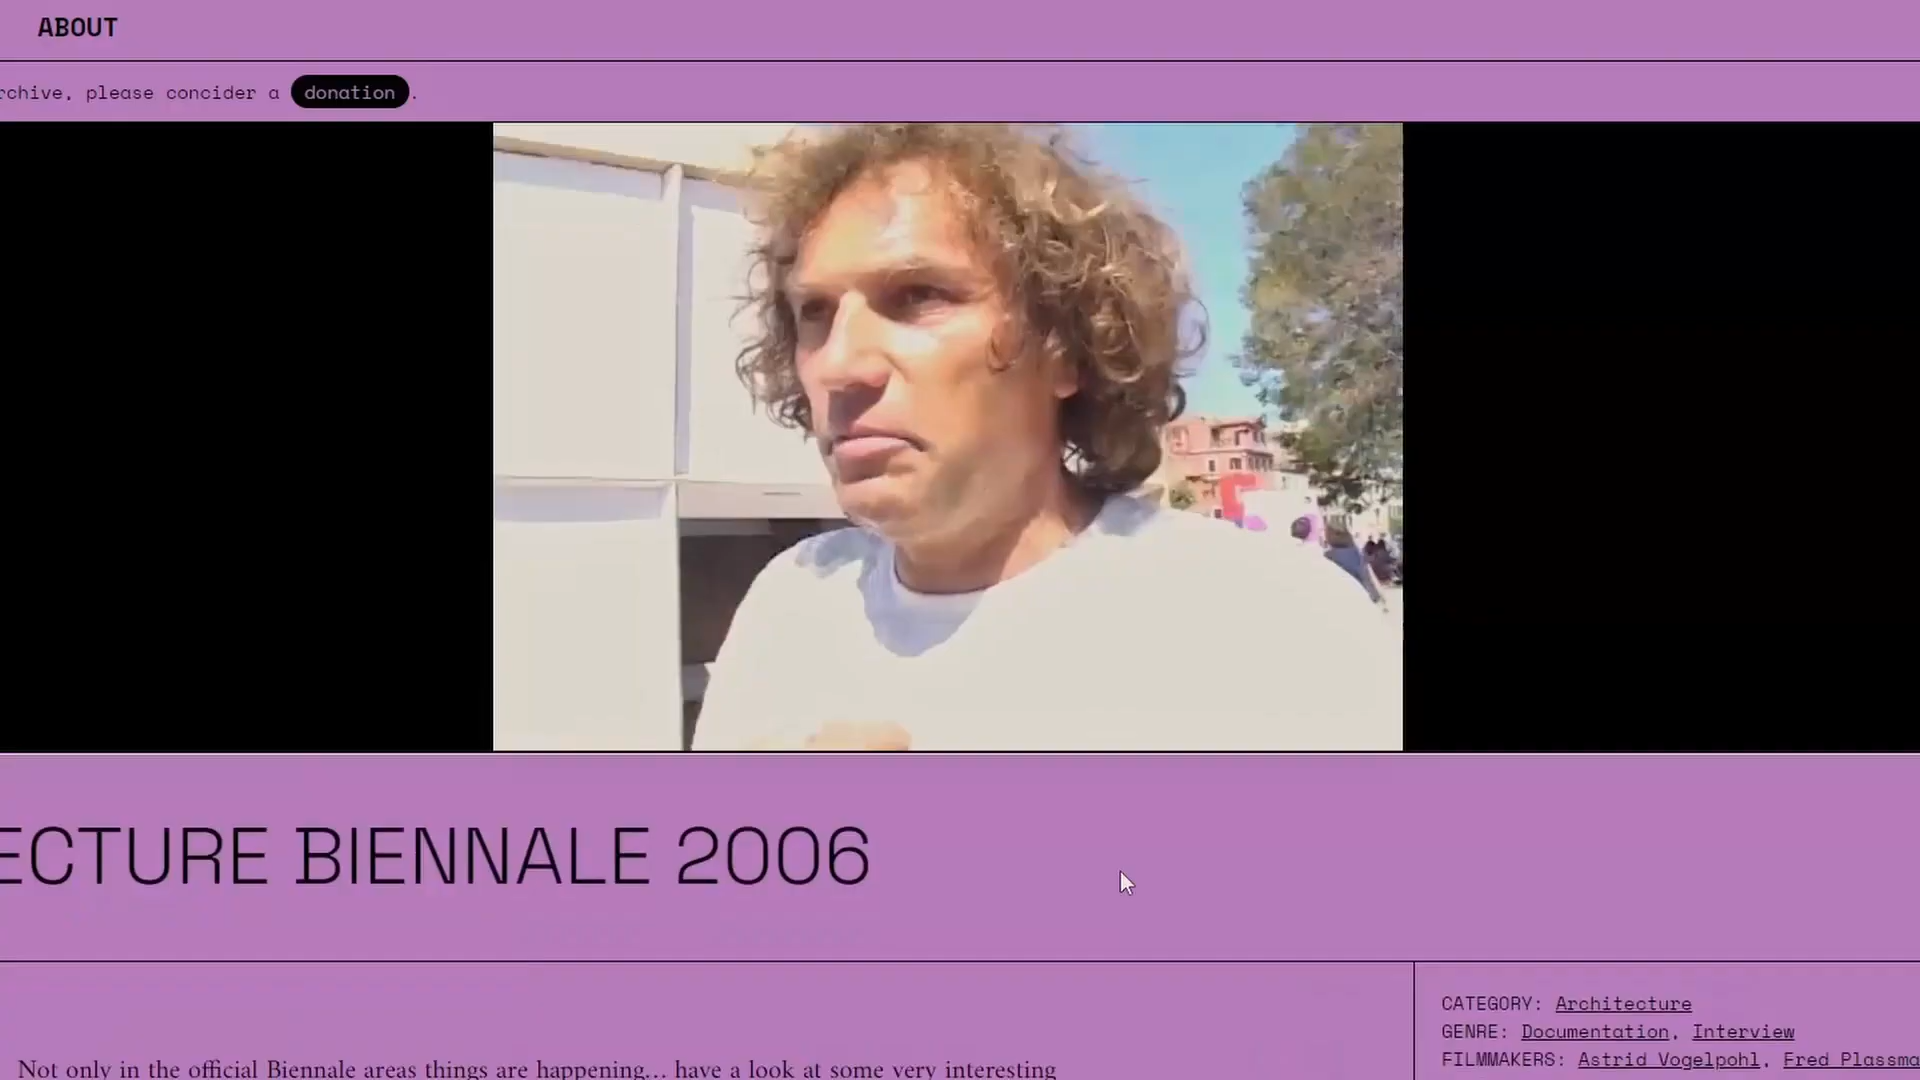 ABOUT
rchive, please concider a donation.
ECTURE BIENNALE 2006
CATEGORY: Architecture
GENRE: Documentation, Interview
FILMMAKERS: Astrid Vogelpohl, Fred Plassma
Not only in the official Biennale areas things are happening... have a look at some very interesting